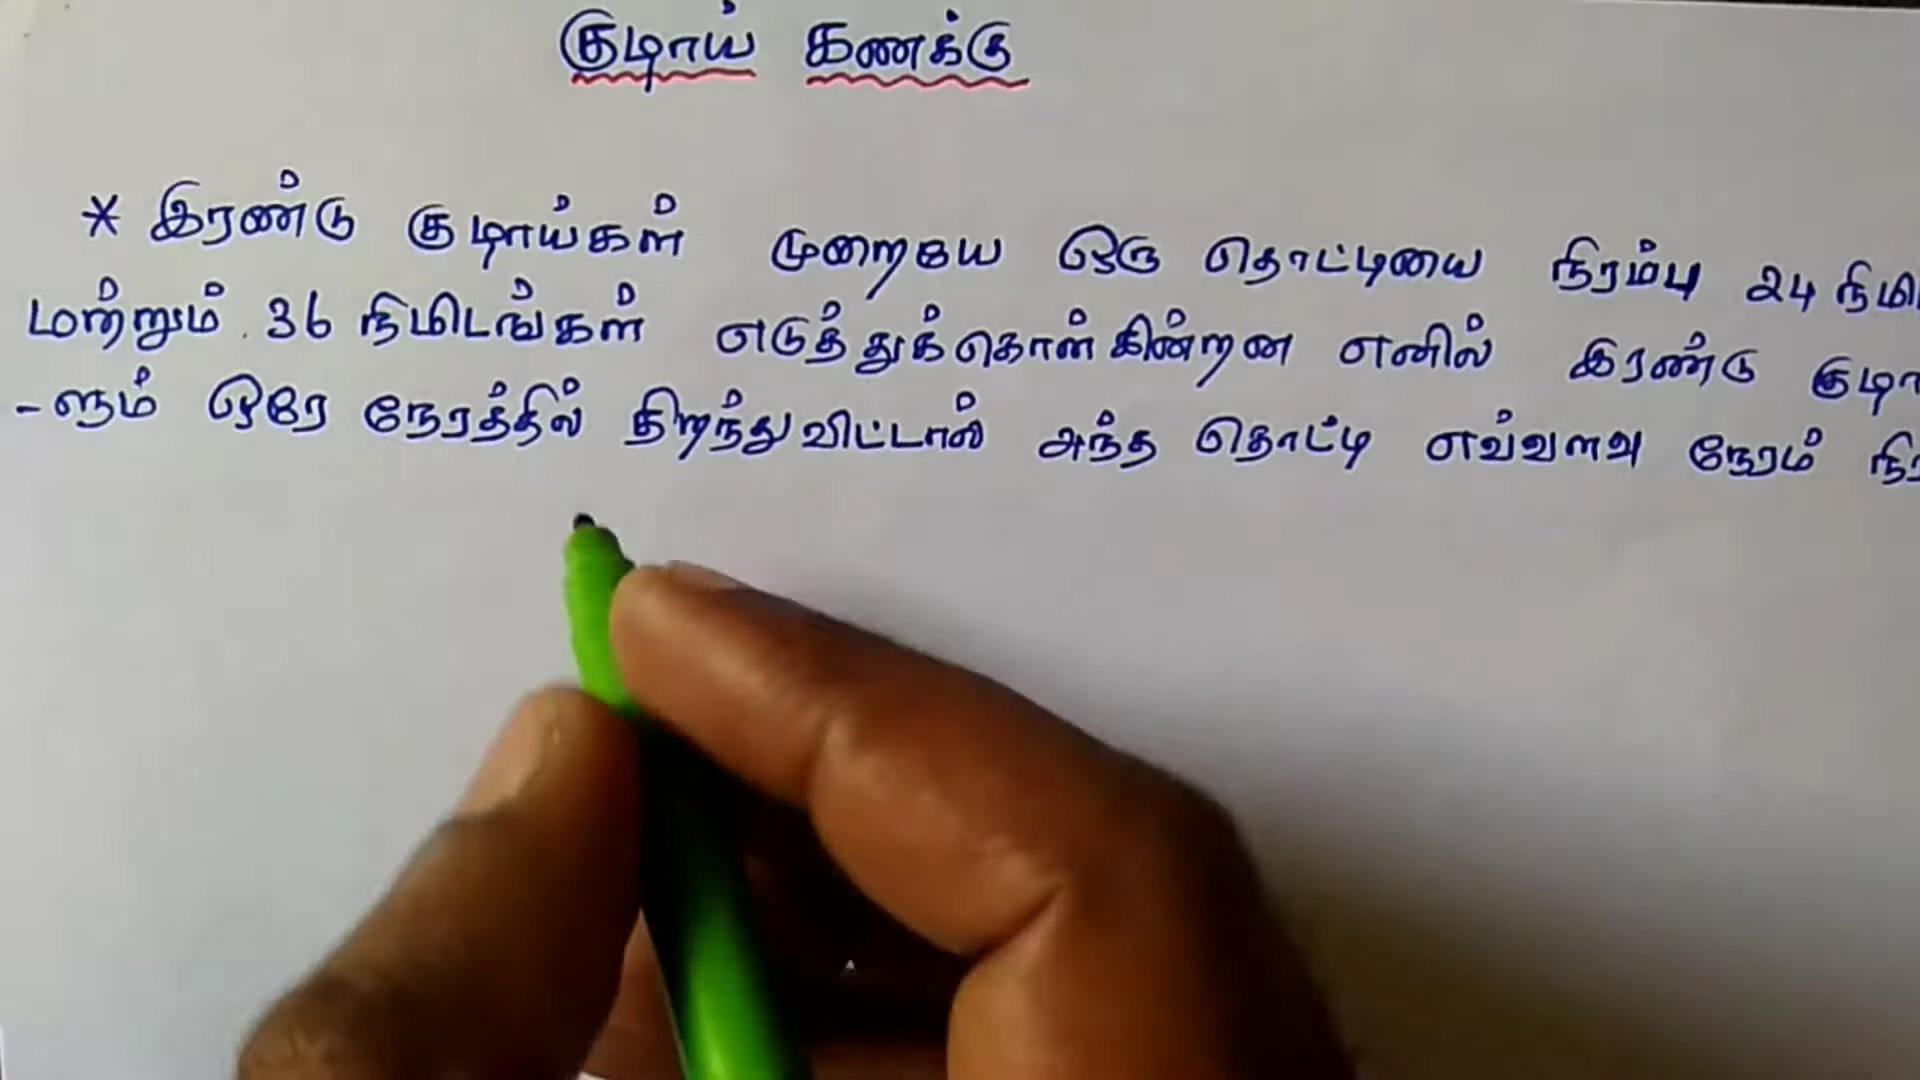 குழாய் கணக்கு
* இரண்டு குழாய்கள் முறையே ஒரு தொட்டியை நிரம்பு 24
மற்றும் 36 நிமிடங்கள் எடுத்துக்கொள்கின்றன எனில் இரண்டு
-ளும் ஒரே நேரத்தில் திறந்துவிட்டால் அந்த தொட்டி எவ்வளவு நேரம்